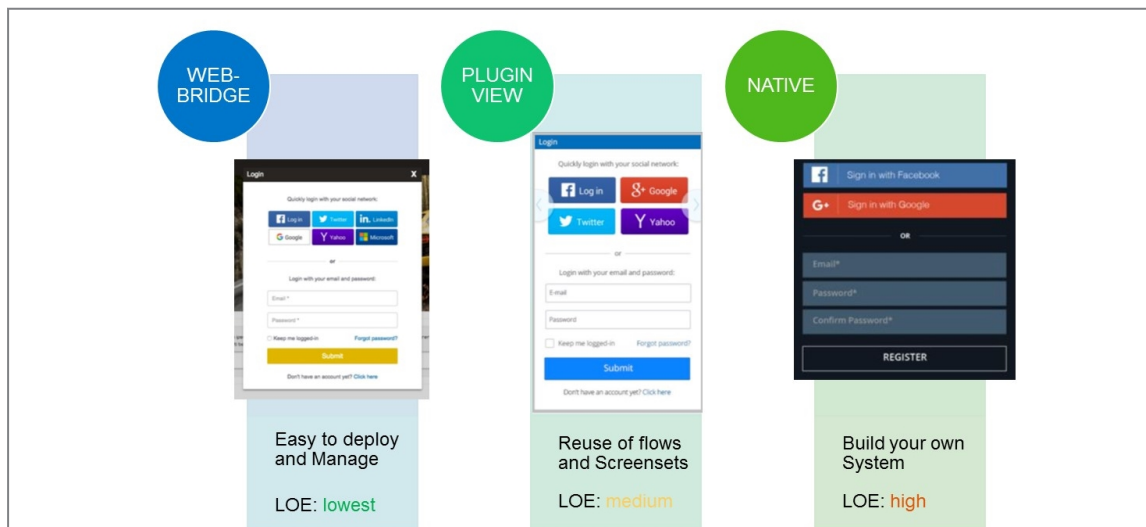 WEB-
BRIDGE
Login
X
Quickly login with your social network:
Log in
Twitter
in. LinkedIn
Google
Yahoo
Microsoft
or
Login with your email and password:
Email *
Password *
Keep me logged-in
Forgot password?
Submit
Don't have an account yet? Click here
Easy to deploy
and Manage
LOE: lowest
PLUGIN
VIEW
Login
Quickly login with your social network:
Log in
Google
Twitter
Yahoo
or
Login with your email and password:
E-mail
Password
Keep me logged-in
Forgot password?
Submit
Don't have an account yet? Click here
Reuse of flows
and Screensets
LOE: medium
NATIVE
Sign in with Facebook
G+ Sign in with Google
OR
Email*
Password*
Confirm Password*
REGISTER
Build your own
System
LOE: high